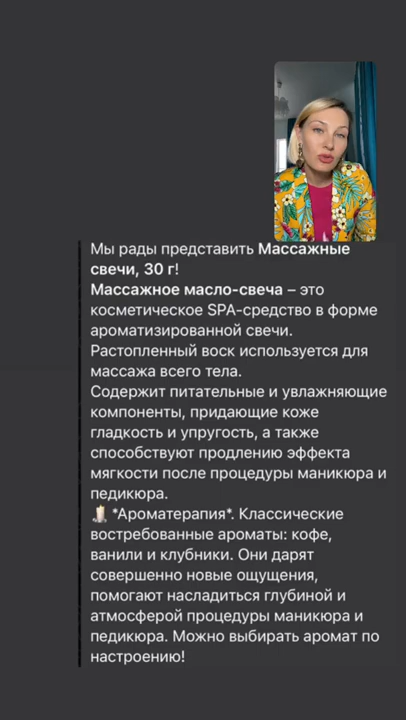 Мы рады представить Массажные
свечи, 30 г!
Массажное масло-свеча – это
косметическое SPA-средство в форме
ароматизированной свечи.
Растопленный воск используется для
массажа всего тела.
Содержит питательные и увлажняющие
компоненты, придающие коже
гладкость и упругость, а также
способствуют продлению эффекта
мягкости после процедуры маникюра и
педикюра.
🕯️*Ароматерапия*. Классические
востребованные ароматы: кофе,
ванили и клубники. Они дарят
совершенно новые ощущения,
помогают насладиться глубиной и
атмосферой процедуры маникюра и
педикюра. Можно выбирать аромат по
настроению!